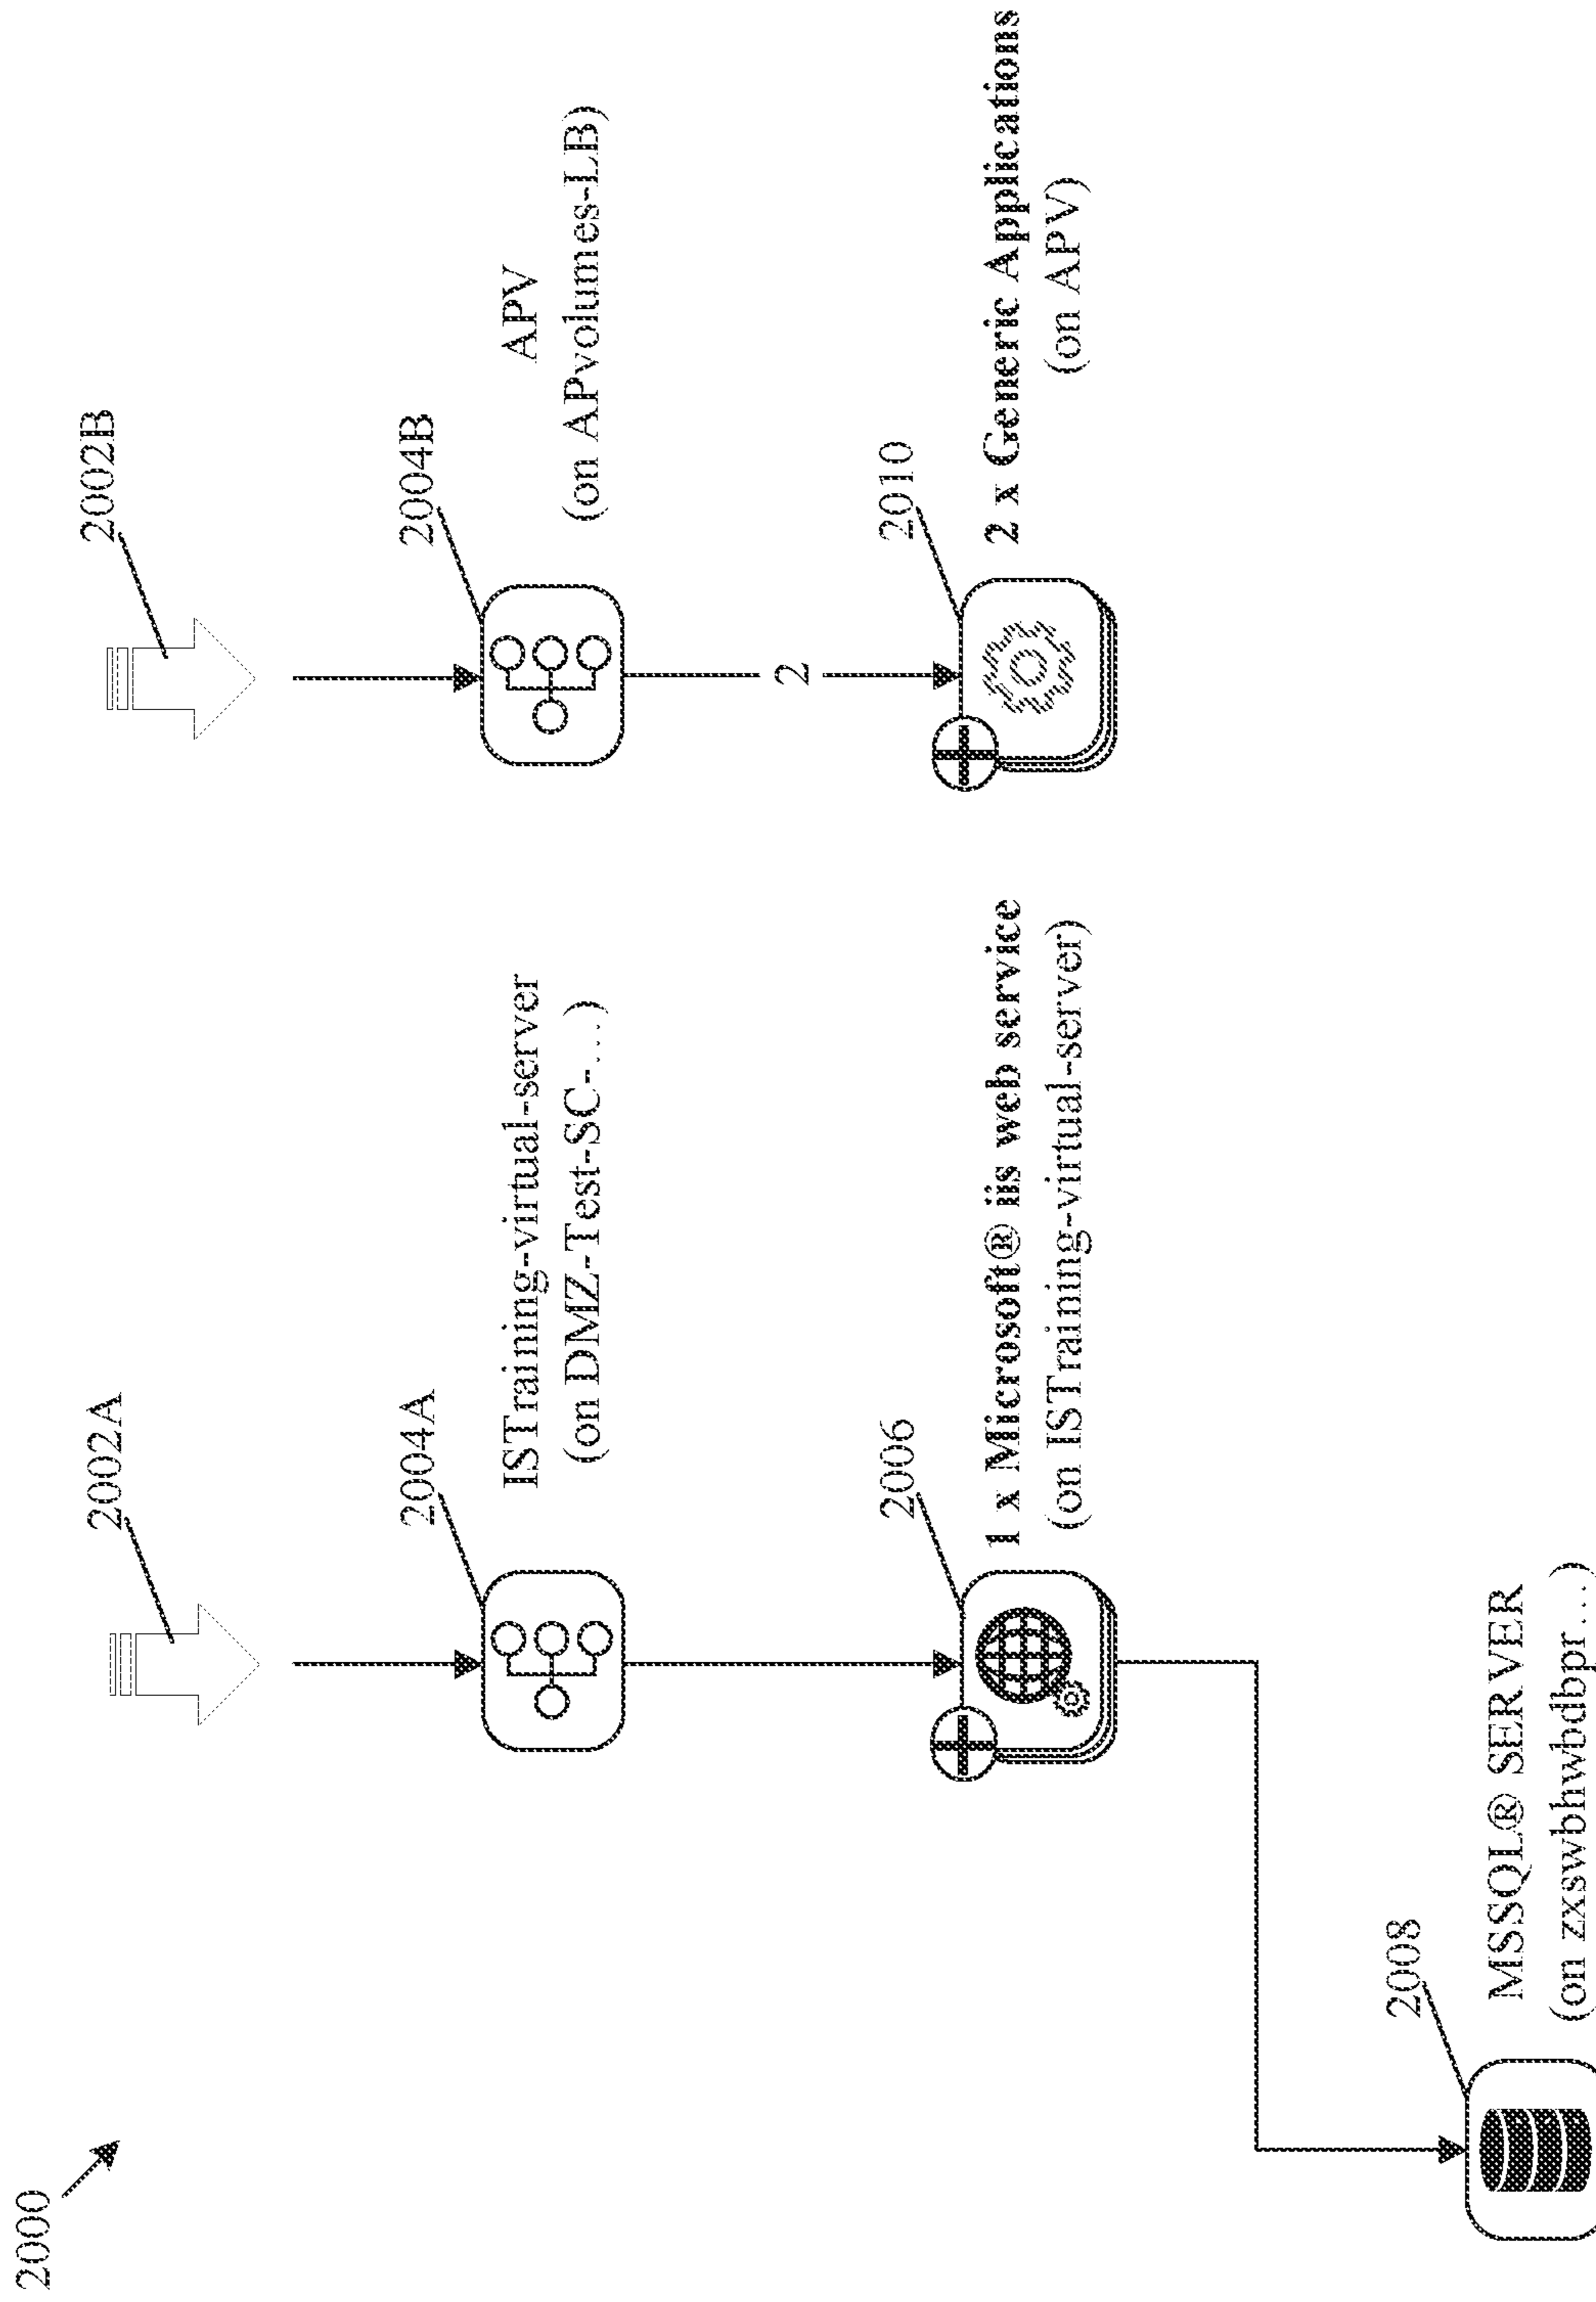 2000
2002A
2002B
2004A
ISTraining-virtual-server
(on DMZ-Test-SC-…)
2004B
APV
(on APvolumes-LB)
2
2006
1 x Microsoft® iis web service
(on ISTraining-virtual-server)
2010
2 x Generic Applications
(on APV)
2008
MSSQL® SERVER
(on zxswbhwbdbpr…)